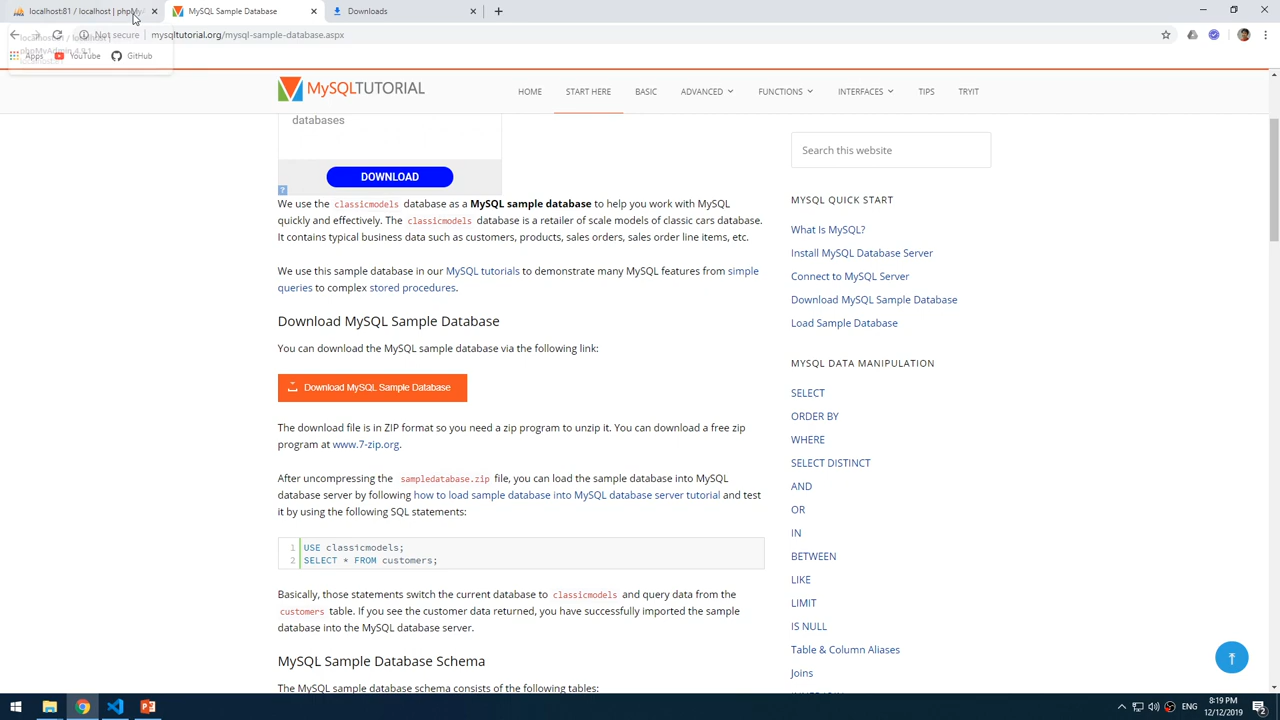 localhost:81 / localhost | phpMy
MySQL Sample Database
Downloads
Not secure
mysqltutorial.org/mysql-sample-database.aspx
localhost:81 / localhost |
phpMyAdmin 4.9.1
Apps
YouTube
GitHub
MySQLTUTORIAL
HOME
START HERE
BASIC
ADVANCED
FUNCTIONS
INTERFACES
TIPS
TRYIT
databases
DOWNLOAD
?
We use the classicmodels database as a MySQL sample database to help you work with MySQL
quickly and effectively. The classicmodels database is a retailer of scale models of classic cars database.
It contains typical business data such as customers, products, sales orders, sales order line items, etc.
We use this sample database in our MySQL tutorials to demonstrate many MySQL features from simple
queries to complex stored procedures.
Download MySQL Sample Database
You can download the MySQL sample database via the following link:
Download MySQL Sample Database
The download file is in ZIP format so you need a zip program to unzip it. You can download a free zip
program at www.7-zip.org.
After uncompressing the sampledatabase.zip file, you can load the sample database into MySQL
database server by following how to load sample database into MySQL database server tutorial and test
it by using the following SQL statements:
1 USE classicmodels;
2 SELECT * FROM customers;
Basically, those statements switch the current database to classicmodels and query data from the
customers table. If you see the customer data returned, you have successfully imported the sample
database into the MySQL database server.
MySQL Sample Database Schema
The MySQL sample database schema consists of the following tables:
Search this website
MYSQL QUICK START
What Is MySQL?
Install MySQL Database Server
Connect to MySQL Server
Download MySQL Sample Database
Load Sample Database
MYSQL DATA MANIPULATION
SELECT
ORDER BY
WHERE
SELECT DISTINCT
AND
OR
IN
BETWEEN
LIKE
LIMIT
IS NULL
Table & Column Aliases
Joins
ENG
8:19 PM
12/12/2019
2